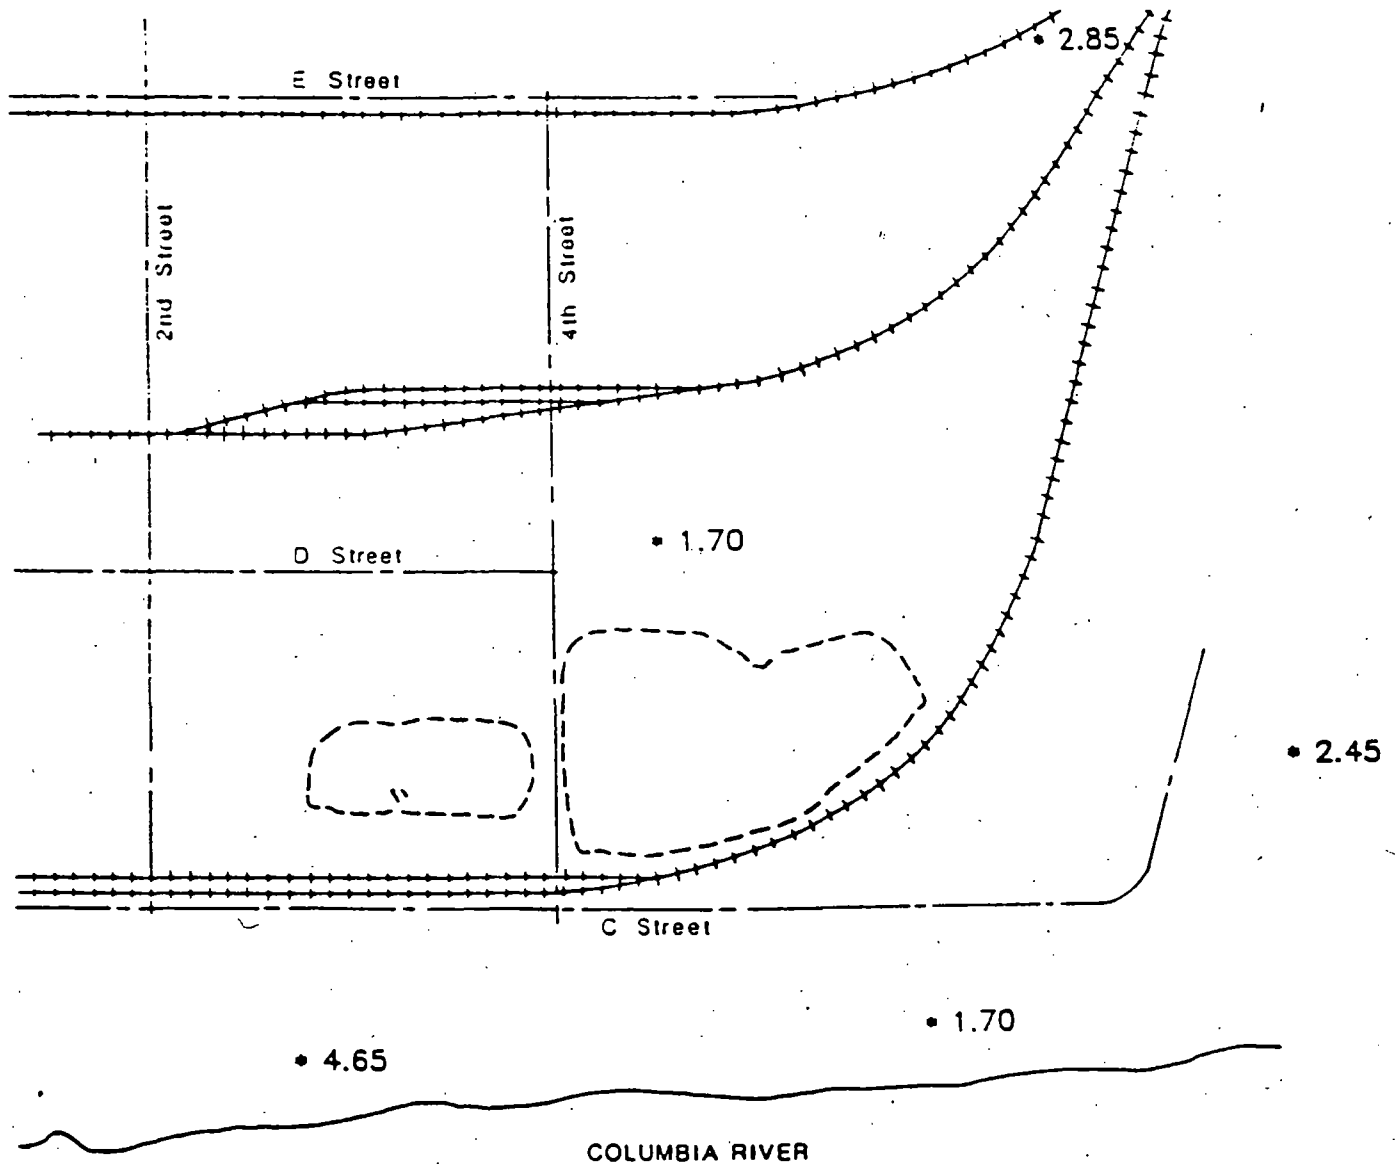 * 2.85
E Street
2nd Street
4th Street
* 1.70
D Street
* 2.45
C Street
* 1.70
* 4.65
COLUMBIA RIVER